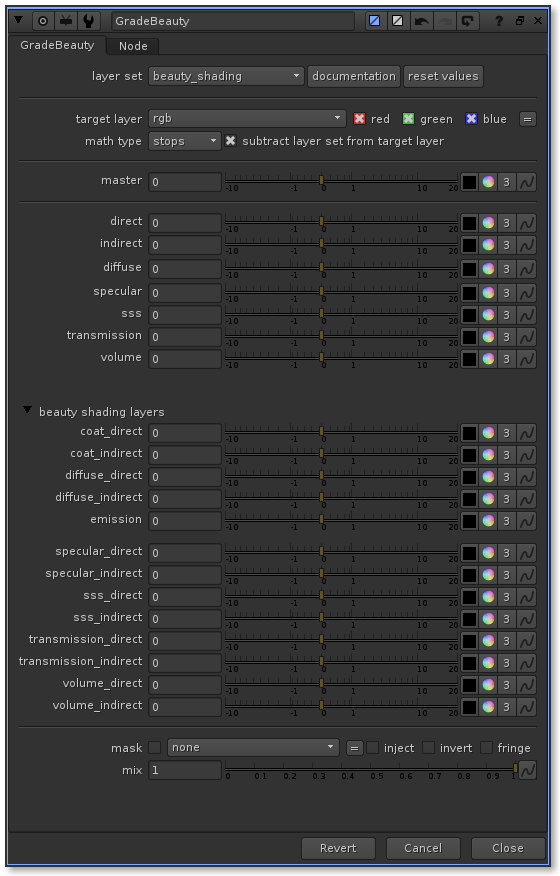 GradeBeauty ?
GradeBeauty Node
layer set beauty_shading documentation reset values
target layer rgb red green blue =
math type stops subtract layer set from target layer
master 0 -10 -1 0 1 10 20 3
direct 0 -10 -1 0 1 10 20 3
indirect 0 -10 -1 0 1 10 20 3
diffuse 0 -10 -1 0 1 10 20 3
specular 0 -10 -1 0 1 10 20 3
sss 0 -10 -1 0 1 10 20 3
transmission 0 -10 -1 0 1 10 20 3
volume 0 -10 -1 0 1 10 20 3
beauty shading layers
coat_direct 0 -10 -1 0 1 10 20 3
coat_indirect 0 -10 -1 0 1 10 20 3
diffuse_direct 0 -10 -1 0 1 10 20 3
diffuse_indirect 0 -10 -1 0 1 10 20 3
emission 0 -10 -1 0 1 10 20 3
specular_direct 0 -10 -1 0 1 10 20 3
specular_indirect 0 -10 -1 0 1 10 20 3
sss_direct 0 -10 -1 0 1 10 20 3
sss_indirect 0 -10 -1 0 1 10 20 3
transmission_direct 0 -10 -1 0 1 10 20 3
transmission_indirect 0 -10 -1 0 1 10 20 3
volume_direct 0 -10 -1 0 1 10 20 3
volume_indirect 0 -10 -1 0 1 10 20 3
mask none = inject invert fringe
mix 1 0 0.1 0.2 0.3 0.4 0.5 0.6 0.7 0.8 0.9 1
Revert Cancel Close